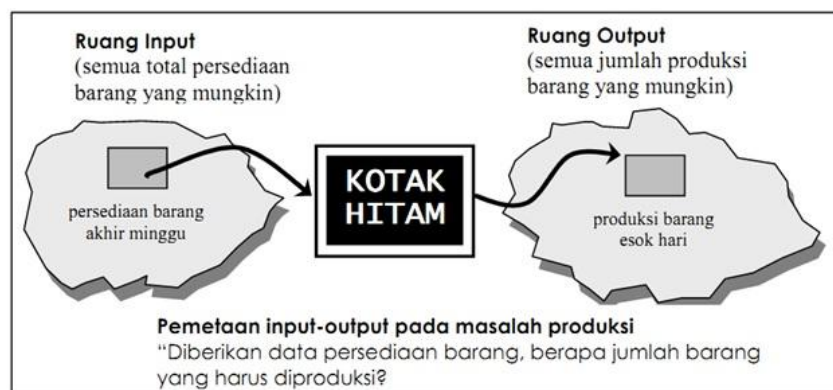 Ruang Input
(semua total persediaan
barang yang mungkin)
persediaan barang
akhir minggu
KOTAK
HITAM
Ruang Output
(semua jumlah produksi
barang yang mungkin)
produksi barang
esok hari
Pemetaan input-output pada masalah produksi
“Diberikan data persediaan barang, berapa jumlah barang
yang harus diproduksi?